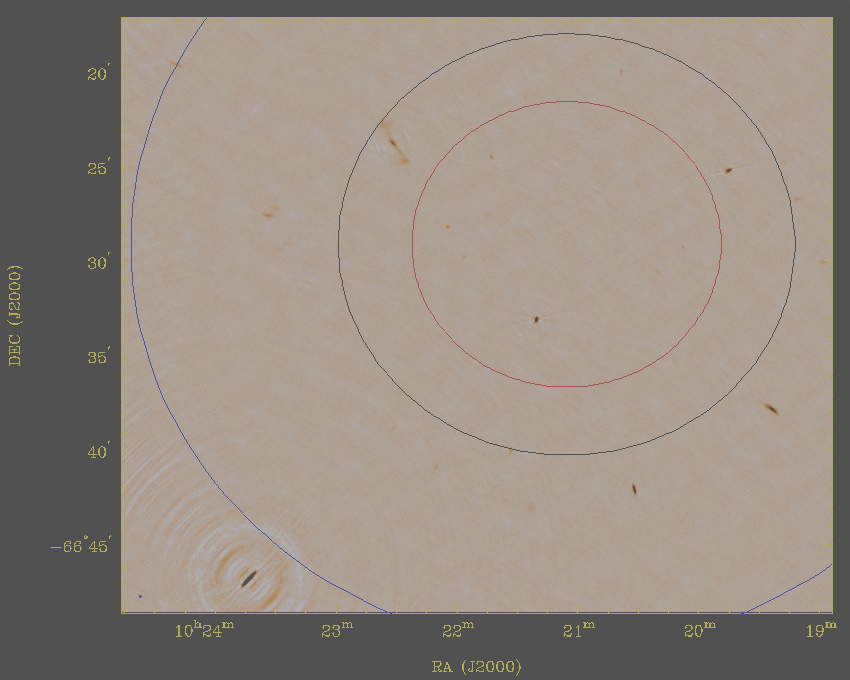 20′
25′
30′
35′
40′
−66°45′
DEC (J2000)
10ʰ24ᵐ 23ᵐ 22ᵐ 21ᵐ 20ᵐ 19ᵐ
RA (J2000)